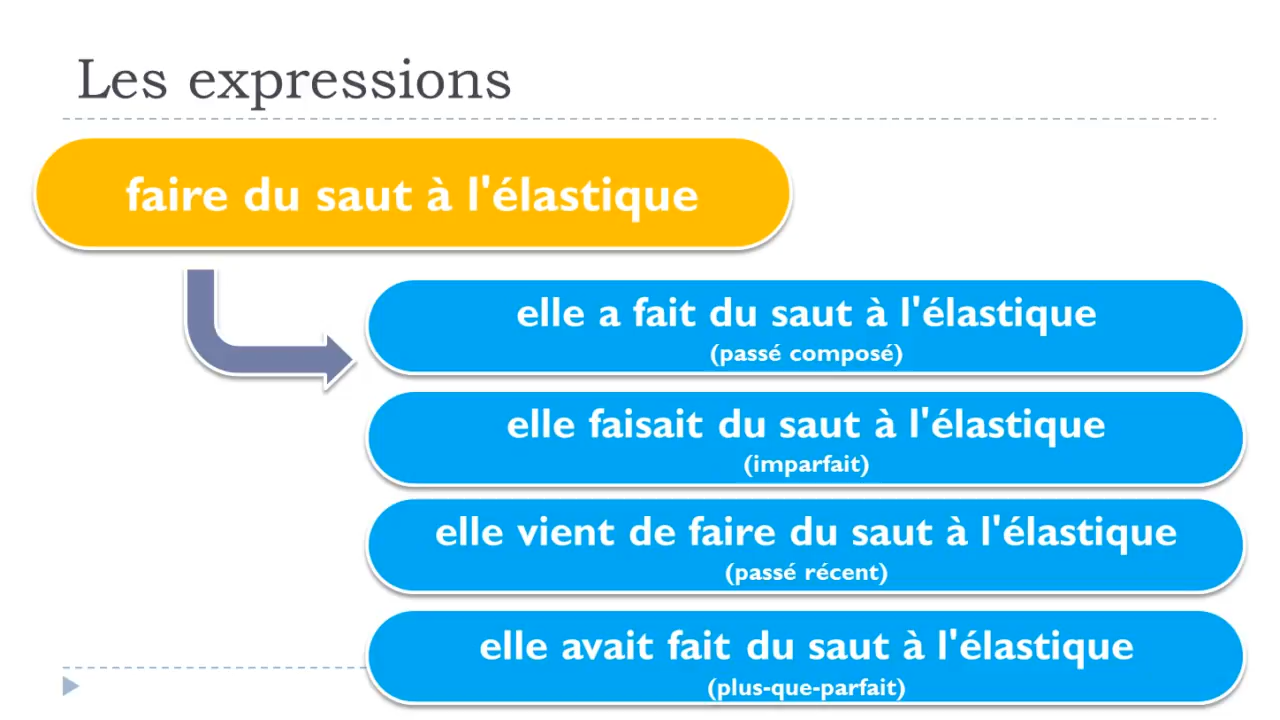 Les expressions
faire du saut à l'élastique
elle a fait du saut à l'élastique
(passé composé)
elle faisait du saut à l'élastique
(imparfait)
elle vient de faire du saut à l'élastique
(passé récent)
elle avait fait du saut à l'élastique
(plus-que-parfait)